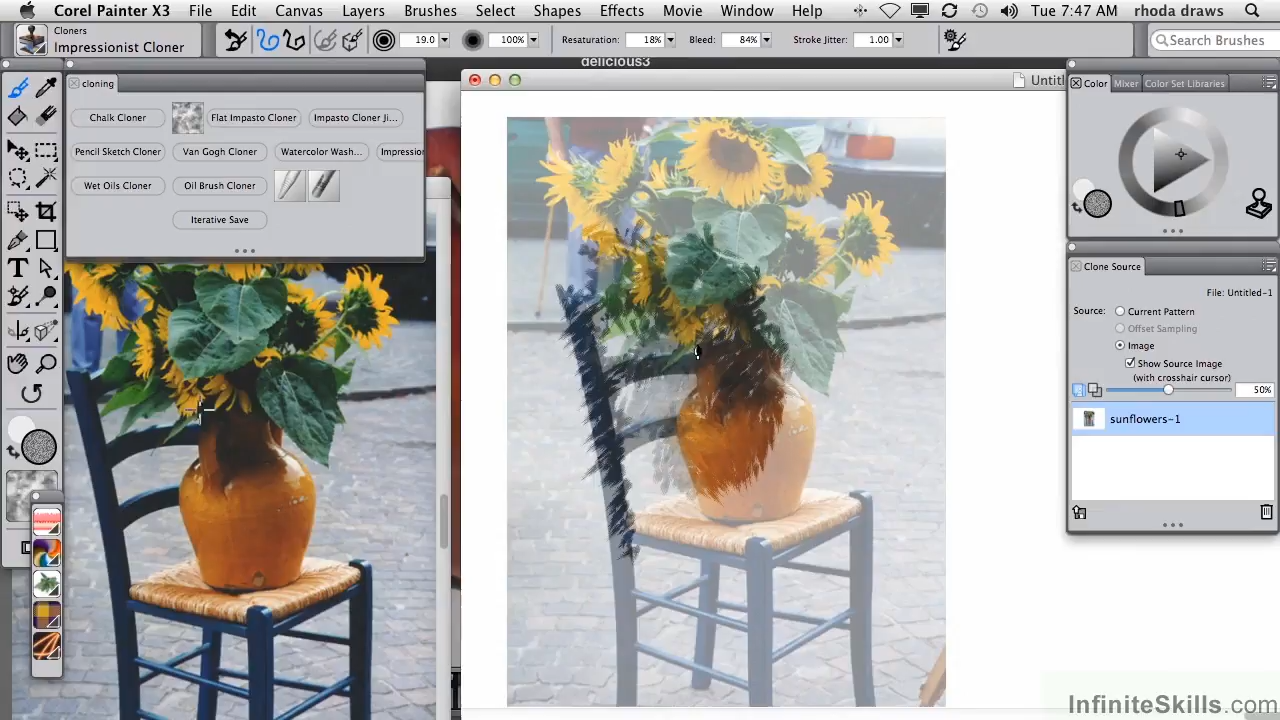 Corel Painter X3 File Edit Canvas Layers Brushes Select Shapes Effects Movie Window Help Tue 7:47 AM rhoda draws
Cloners
Impressionist Cloner
19.0 100% Resaturation: 18% Bleed: 84% Stroke Jitter: 1.00 Search Brushes
delicious3
cloning
Chalk Cloner Flat Impasto Cloner Impasto Cloner Ji...
Pencil Sketch Cloner Van Gogh Cloner Watercolor Wash... Impression
Wet Oils Cloner Oil Brush Cloner
Iterative Save
Untitl
Color Mixer Color Set Libraries
Clone Source
File: Untitled-1
Source: Current Pattern
Offset Sampling
Image
Show Source Image
(with crosshair cursor)
50%
sunflowers-1
T
InfiniteSkills.com